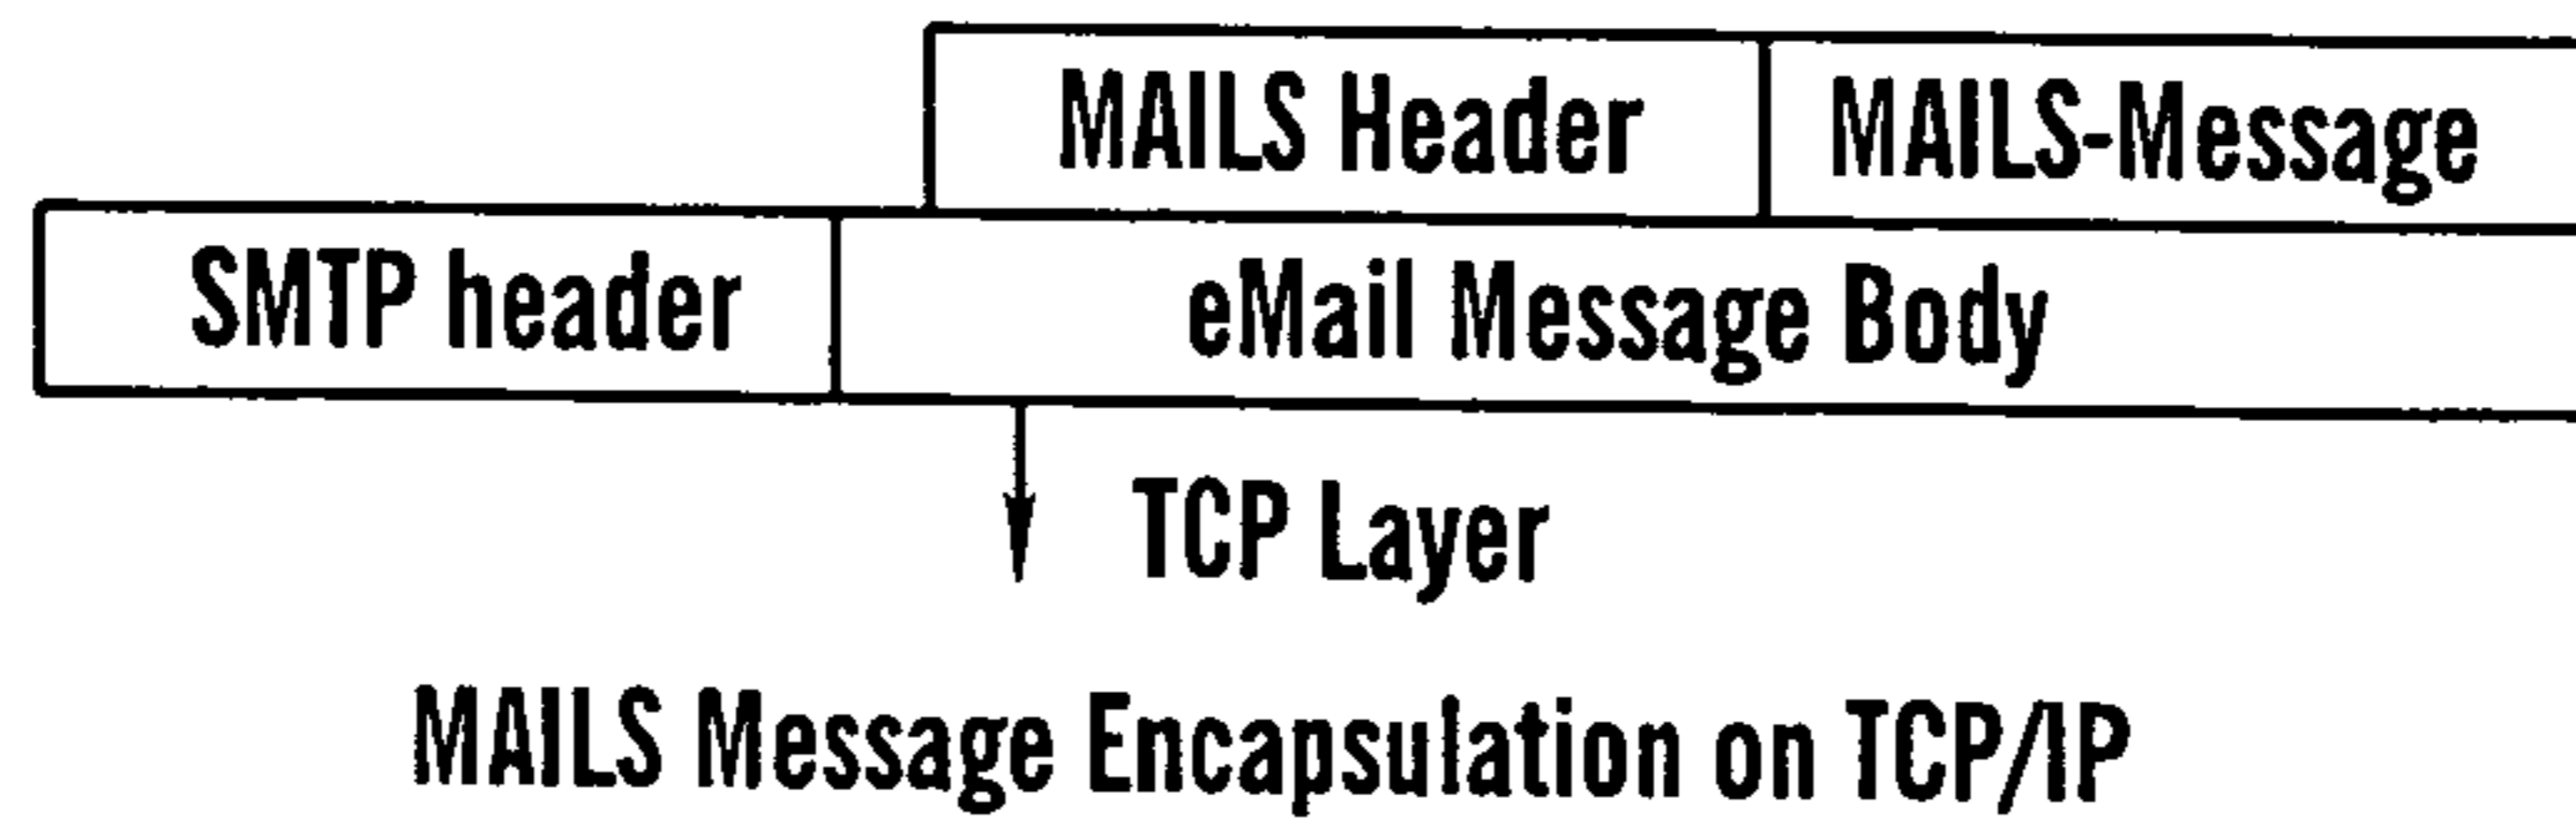 MAILS Header MAILS-Message
SMTP header eMail Message Body
TCP Layer
MAILS Message Encapsulation on TCP/IP